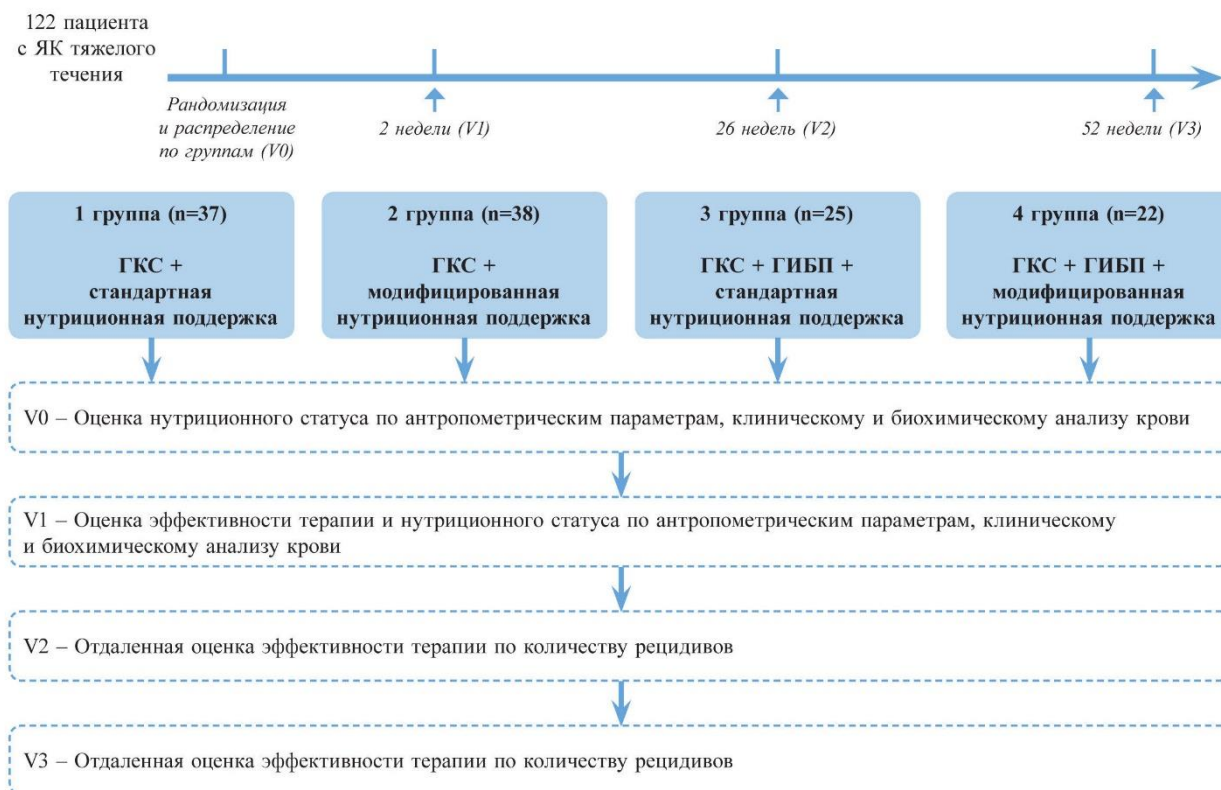 122 пациента
с ЯК тяжелого
течения
Рандомизация
и распределение
по группам (V0)
2 недели (V1)
26 недель (V2)
52 недели (V3)
1 группа (n=37)
ГКС +
стандартная
нутриционная поддержка
2 группа (n=38)
ГКС +
модифицированная
нутриционная поддержка
3 группа (n=25)
ГКС + ГИБП +
стандартная
нутриционная поддержка
4 группа (n=22)
ГКС + ГИБП +
модифицированная
нутриционная поддержка
V0 – Оценка нутриционного статуса по антропометрическим параметрам, клиническому и биохимическому анализу крови
V1 – Оценка эффективности терапии и нутриционного статуса по антропометрическим параметрам, клиническому
и биохимическому анализу крови
V2 – Отдаленная оценка эффективности терапии по количеству рецидивов
V3 – Отдаленная оценка эффективности терапии по количеству рецидивов